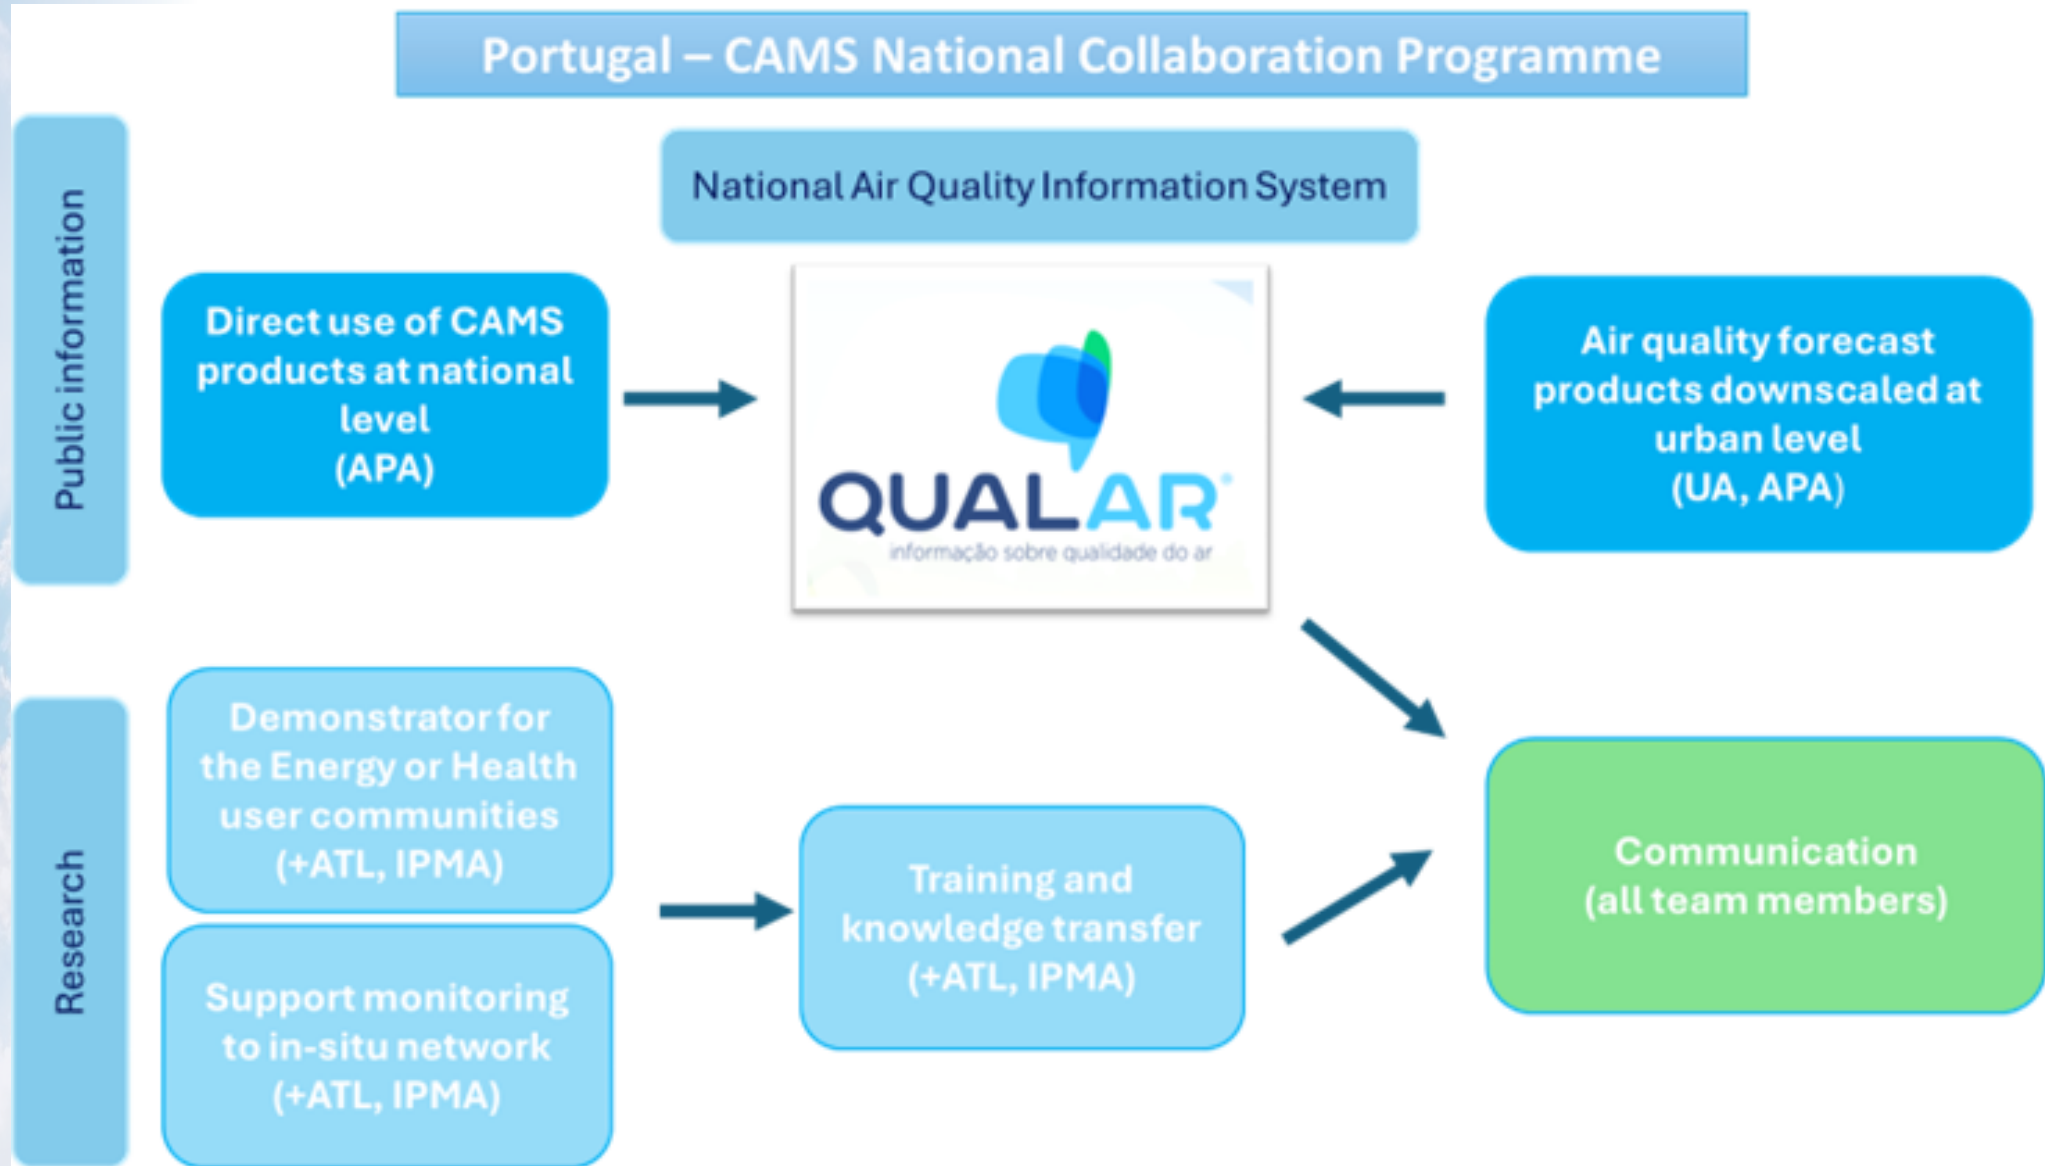 Portugal – CAMS National Collaboration Programme
Public information
National Air Quality Information System
Direct use of CAMS
products at national
level
(APA)
QUALAR
informação sobre qualidade do ar
Air quality forecast
products downscaled at
urban level
(UA, APA)
Research
Demonstrator for
the Energy or Health
user communities
(+ATL, IPMA)
Support monitoring
to in-situ network
(+ATL, IPMA)
Training and
knowledge transfer
(+ATL, IPMA)
Communication
(all team members)